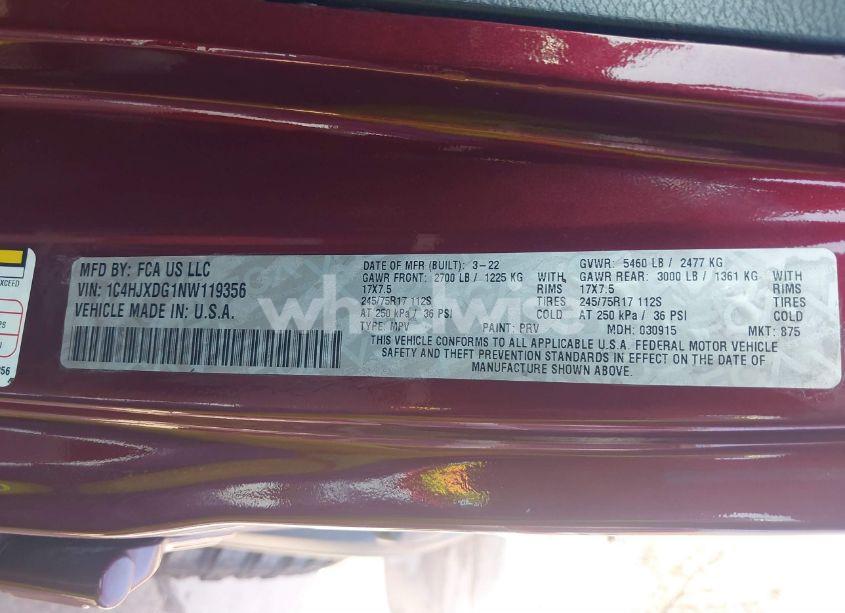 MFD BY: FCA US LLC
VIN: 1C4HJXDG1NW119356
VEHICLE MADE IN: U.S.A.
DATE OF MFR (BUILT): 3-22
GAWR FRONT: 2700 LB / 1225 KG WITH
17X7.5 RIMS
245/75R17 112S TIRES
AT 250 kPa / 36 PSI COLD
TYPE: MPV PAINT: PRV
GVWR: 5460 LB / 2477 KG
GAWR REAR: 3000 LB / 1361 KG WITH
17X7.5 RIMS
245/75R17 112S TIRES
AT 250 kPa / 36 PSI COLD
MDH: 030915 MKT: 875
THIS VEHICLE CONFORMS TO ALL APPLICABLE U.S.A. FEDERAL MOTOR VEHICLE
SAFETY AND THEFT PREVENTION STANDARDS IN EFFECT ON THE DATE OF
MANUFACTURE SHOWN ABOVE.
EXCEED
PSI
356
wheelwise